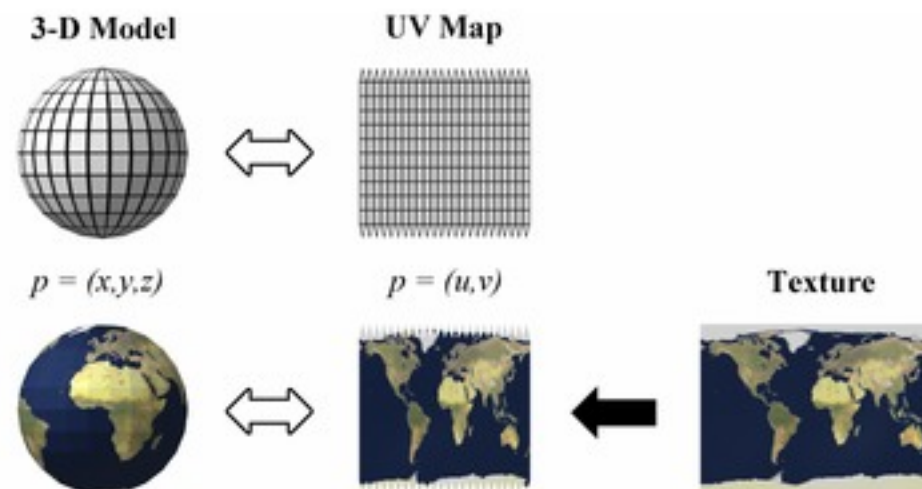 3-D Model
UV Map
p = (x,y,z)
p = (u,v)
Texture